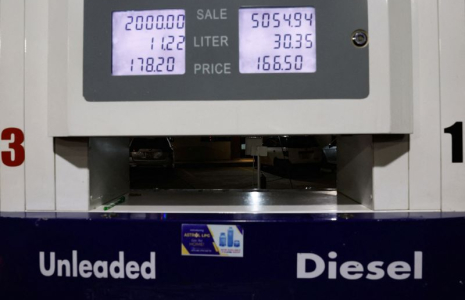 2000.00 SALE 5054.94
11.22 LITER 30.35
178.20 PRICE 166.50
3
1
Unleaded
Diesel